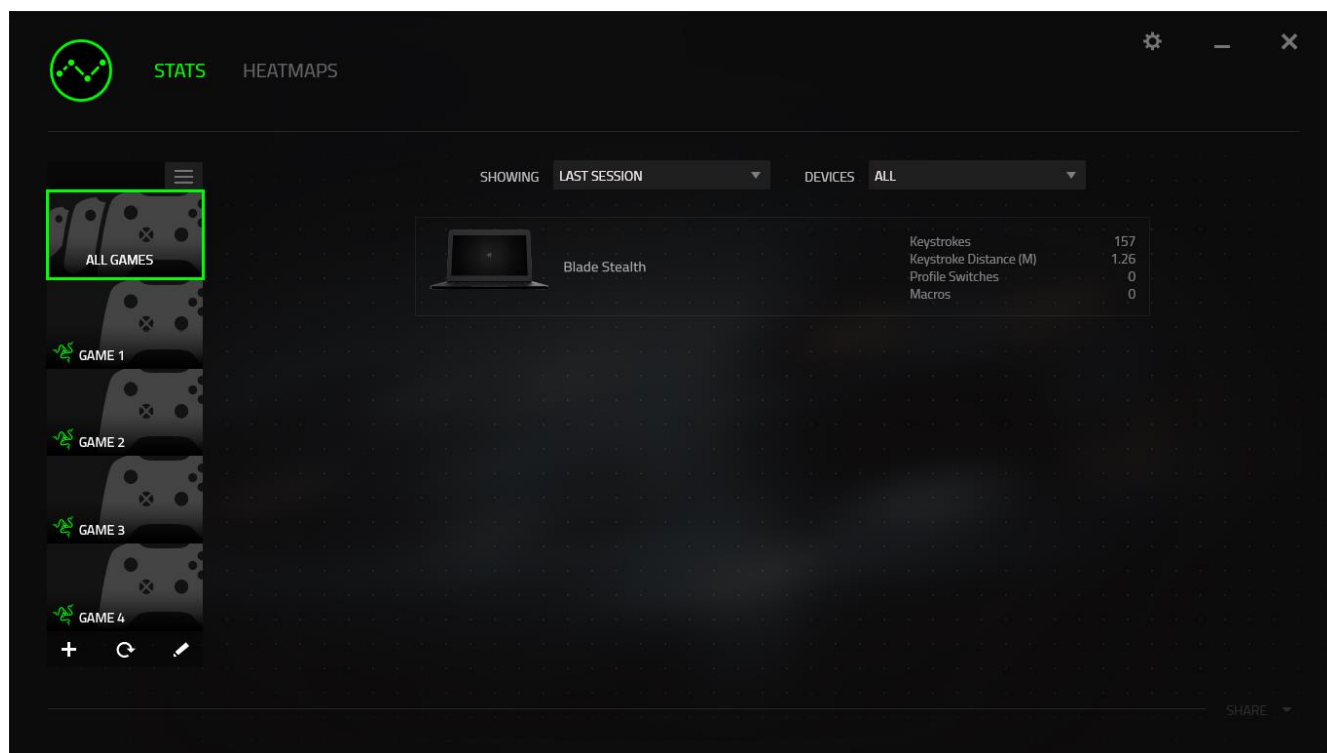 STATS HEATMAPS
SHOWING LAST SESSION DEVICES ALL
ALL GAMES
GAME 1
GAME 2
GAME 3
GAME 4
Blade Stealth
Keystrokes 157
Keystroke Distance (M) 1.26
Profile Switches 0
Macros 0
SHARE